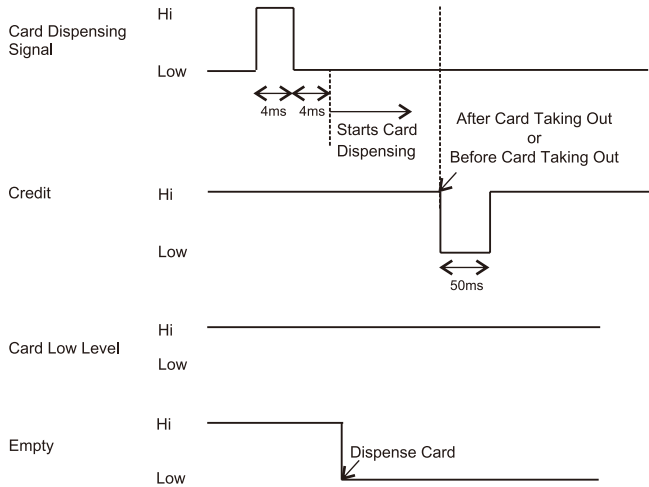 Hi
Card Dispensing
Signal
Low
4ms
4ms
Starts Card
Dispensing
After Card Taking Out
or
Before Card Taking Out
Credit
Hi
Low
50ms
Hi
Card Low Level
Low
Hi
Empty
Dispense Card
Low